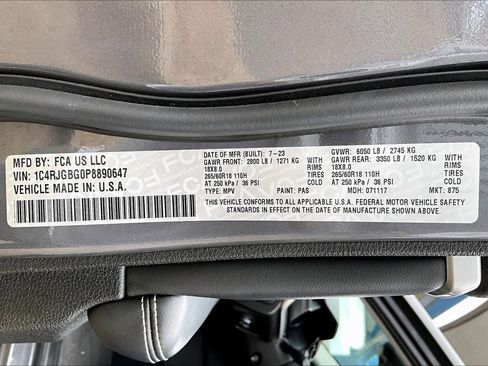 MFD BY: FCA US LLC
VIN: 1C4RJGBG0P8890647
VEHICLE MADE IN: U.S.A.
DATE OF MFR (BUILT): 7-23
GAWR FRONT: 2800 LB / 1271 KG
18X8.0
265/60R18 110H
AT 250 kPa / 36 PSI
PAINT: PAS
GVWR: 6050 LB / 2745 KG
GAWR REAR: 3350 LB / 1520 KG
RIMS 18X8.0
TIRES 265/60R18 110H
COLD AT 250 kPa / 36 PSI
RIMS
TIRES
COLD
TYPE: MPV
MDH: 071117
MKT: 875
THIS VEHICLE CONFORMS TO ALL APPLICABLE U.S.A. FEDERAL MOTOR VEHICLE SAFETY
STANDARDS IN EFFECT ON THE DATE OF MANUFACTURE SHOWN ABOVE.